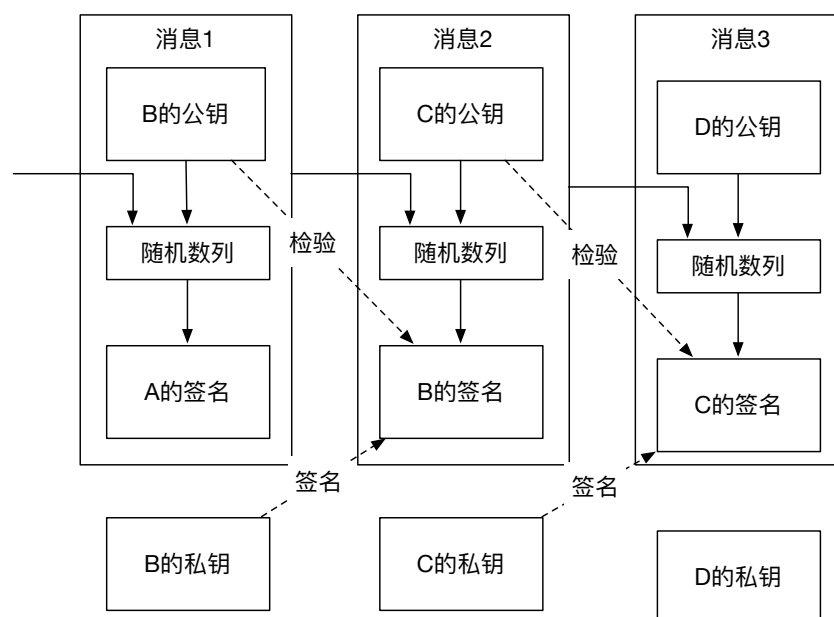 消息1
消息2
消息3
B的公钥
C的公钥
D的公钥
随机数列
检验
随机数列
检验
随机数列
A的签名
B的签名
C的签名
签名
签名
B的私钥
C的私钥
D的私钥